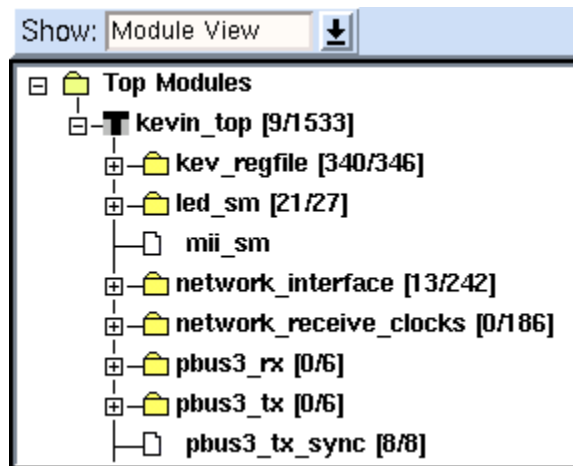 Show: Module View
Top Modules
kevin_top [9/1533]
kev_regfile [340/346]
led_sm [21/27]
mii_sm
network_interface [13/242]
network_receive_clocks [0/186]
pbus3_rx [0/6]
pbus3_tx [0/6]
pbus3_tx_sync [8/8]